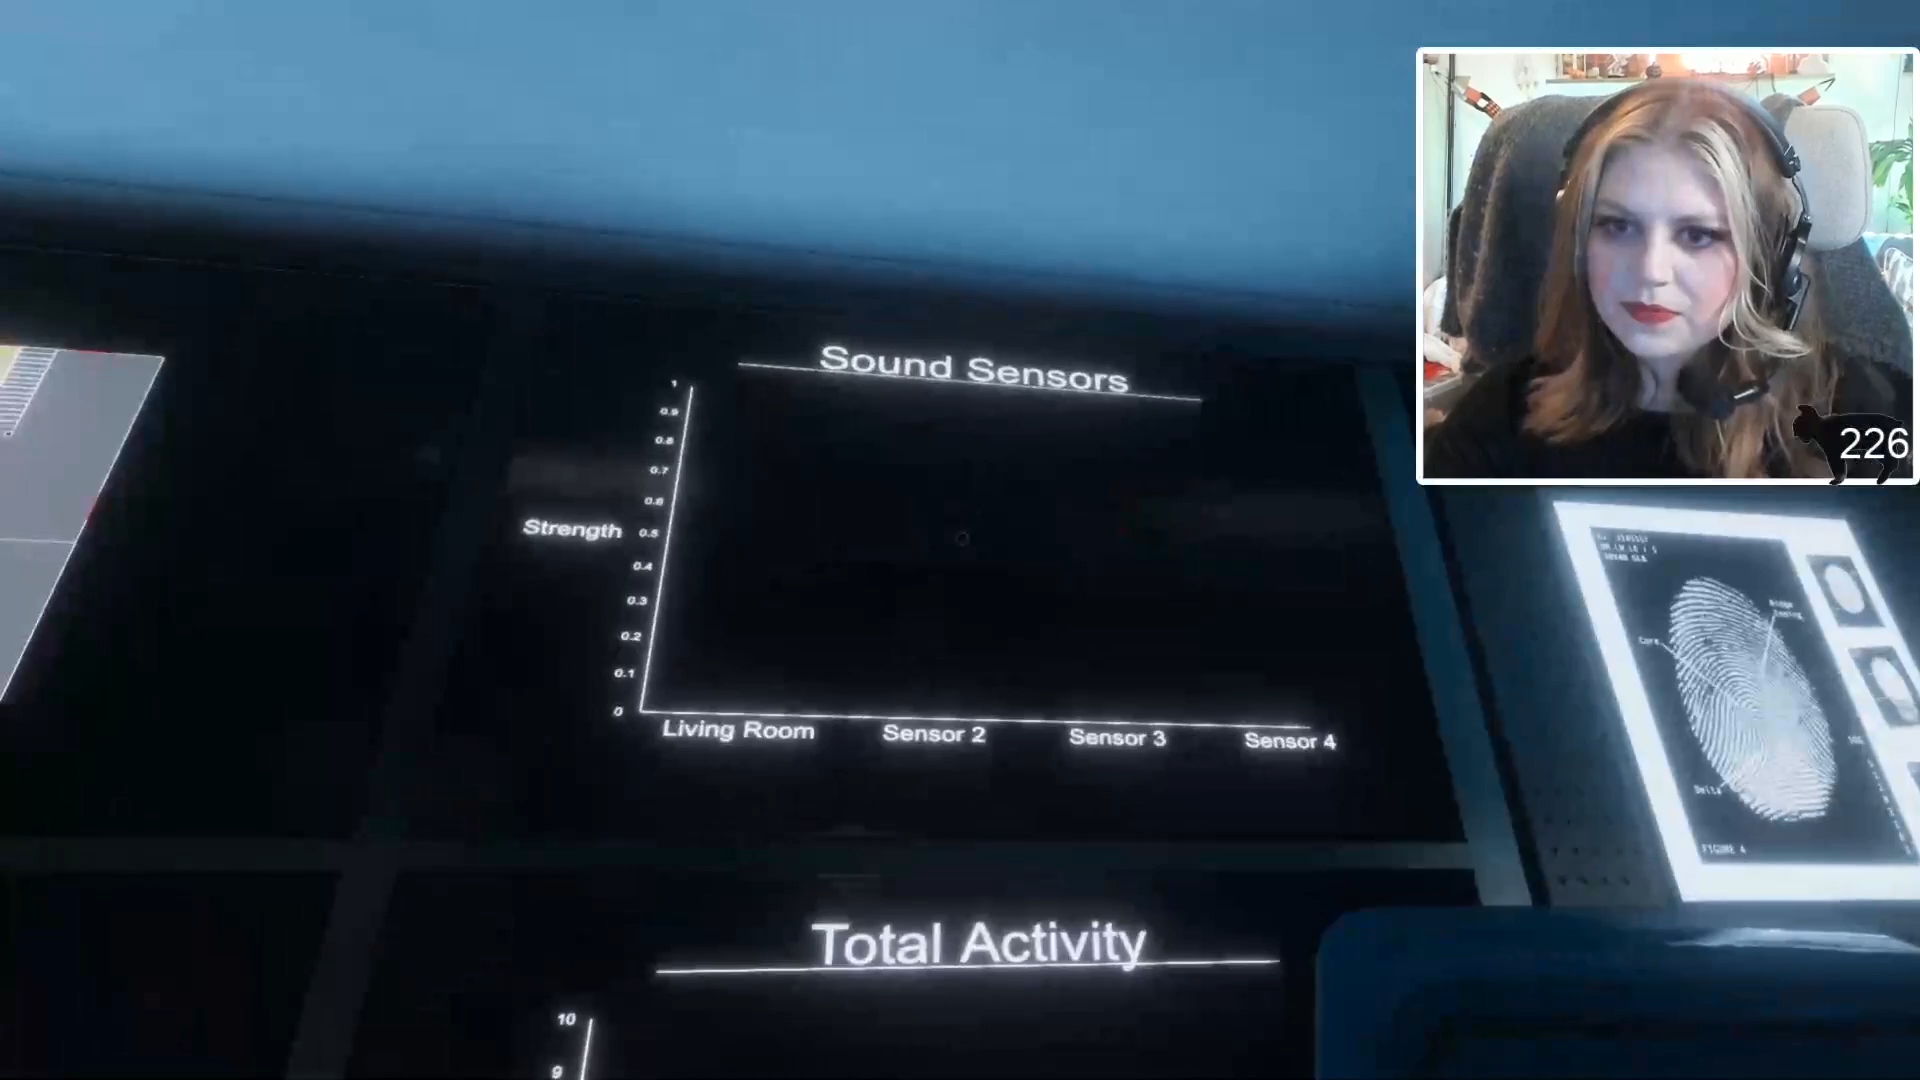 Sound Sensors
1
0.9
0.8
0.7
0.6
Strength
0.5
0.4
0.3
0.2
0.1
0
Living Room
Sensor 2
Sensor 3
Sensor 4
Total Activity
10
9
226
Core
Delta
FIGURE 4